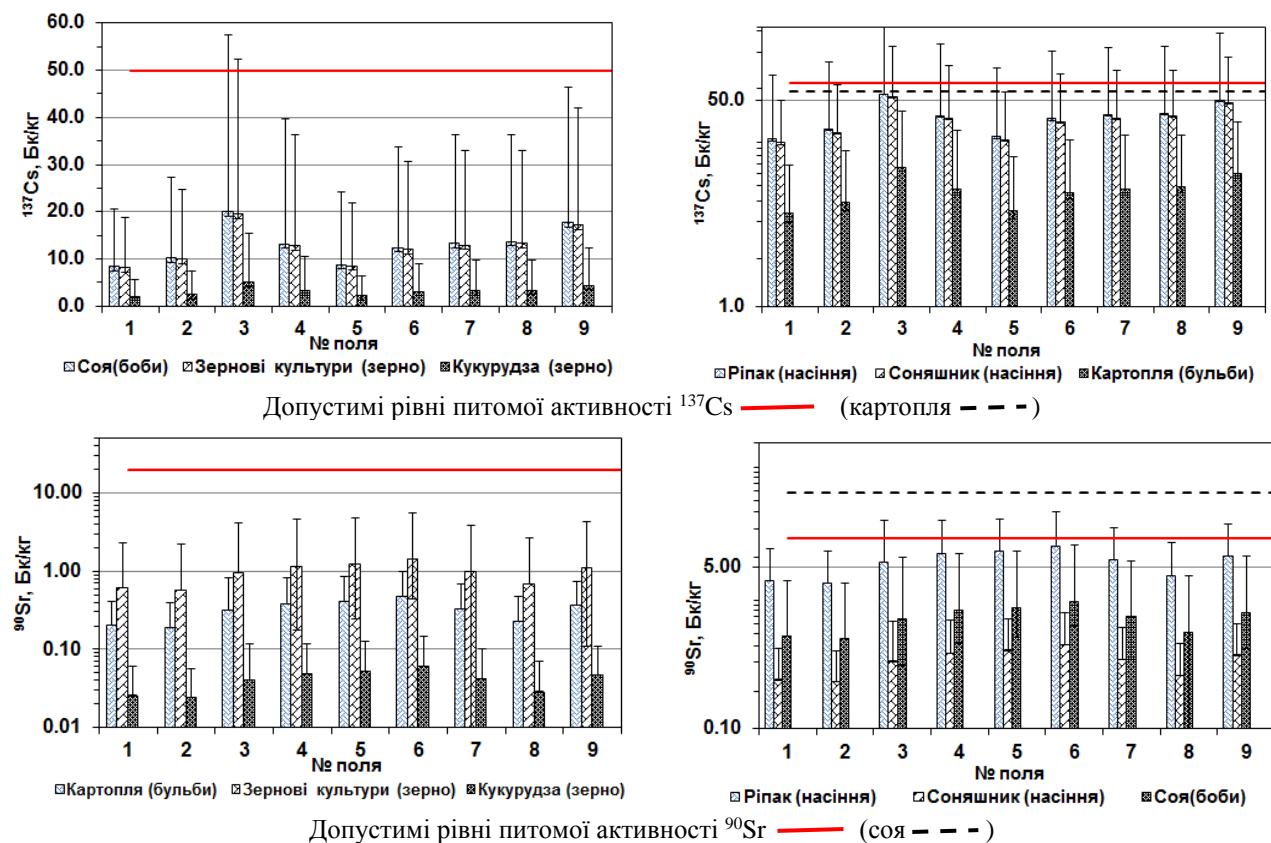 60.0
50.0
40.0
30.0
20.0
10.0
0.0
¹³⁷Cs, Бк/кг
1 2 3 4 5 6 7 8 9
№ поля
Соя(боби) Зернові культури (зерно) Кукурудза (зерно)
50.0
1.0
¹³⁷Cs, Бк/кг
1 2 3 4 5 6 7 8 9
№ поля
Ріпак (насіння) Соняшник (насіння) Картопля (бульби)
Допустимі рівні питомої активності ¹³⁷Cs (картопля )
10.00
1.00
0.10
0.01
⁹⁰Sr, Бк/кг
1 2 3 4 5 6 7 8 9
№ поля
Картопля (бульби) Зернові культури (зерно) Кукурудза (зерно)
5.00
0.10
⁹⁰Sr, Бк/кг
1 2 3 4 5 6 7 8 9
№ поля
Ріпак (насіння) Соняшник (насіння) Соя(боби)
Допустимі рівні питомої активності ⁹⁰Sr (соя )